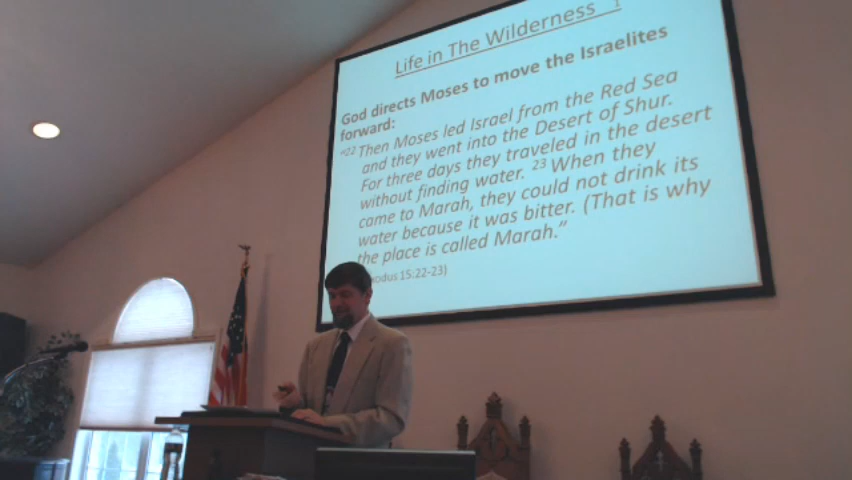 Life in The Wilderness
God directs Moses to move the Israelites
forward:
“22 Then Moses led Israel from the Red Sea
and they went into the Desert of Shur.
For three days they traveled in the desert
without finding water. 23 When they
came to Marah, they could not drink its
water because it was bitter. (That is why
the place is called Marah.”
15:22-23)